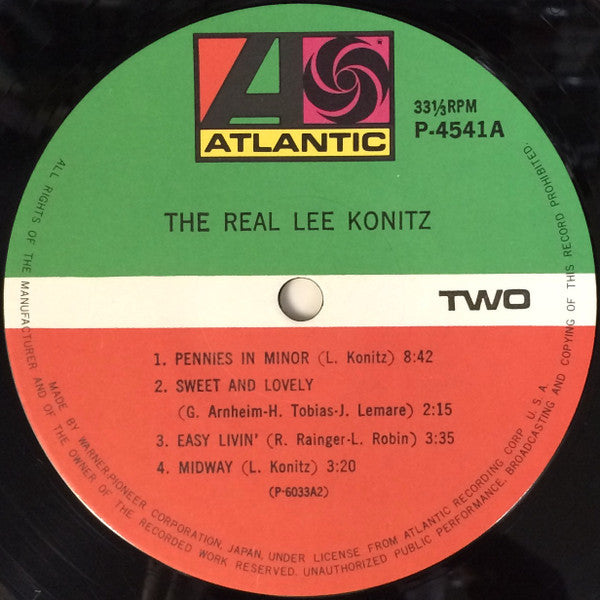 ATLANTIC
33⅓RPM
P-4541A
THE REAL LEE KONITZ
TWO
1. PENNIES IN MINOR (L. Konitz) 8:42
2. SWEET AND LOVELY
(G. Arnheim-H. Tobias-J. Lemare) 2:15
3. EASY LIVIN' (R. Rainger-L. Robin) 3:35
4. MIDWAY (L. Konitz) 3:20
(P-6033A2)
ALL RIGHTS OF THE MANUFACTURER AND OF THE OWNER OF THE RECORDED WORK RESERVED. UNAUTHORIZED PUBLIC PERFORMANCE, BROADCASTING AND COPYING OF THIS RECORD PROHIBITED.
MADE BY WARNER-PIONEER CORPORATION, JAPAN, UNDER LICENSE FROM ATLANTIC RECORDING CORP. U.S.A.